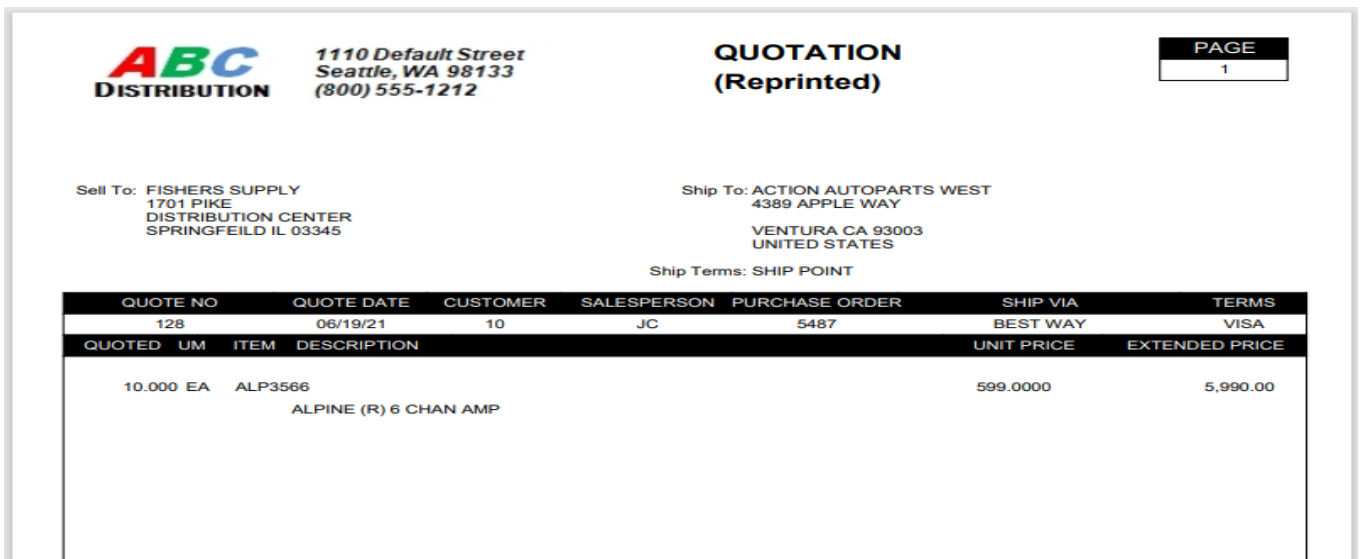 ABC
DISTRIBUTION
1110 Default Street
Seattle, WA 98133
(800) 555-1212
QUOTATION
(Reprinted)
PAGE
1
Sell To: FISHERS SUPPLY
1701 PIKE
DISTRIBUTION CENTER
SPRINGFEILD IL 03345
Ship To: ACTION AUTOPARTS WEST
4389 APPLE WAY
VENTURA CA 93003
UNITED STATES
Ship Terms: SHIP POINT
QUOTE NO QUOTE DATE CUSTOMER SALESPERSON PURCHASE ORDER SHIP VIA TERMS
128 06/19/21 10 JC 5487 BEST WAY VISA
QUOTED UM ITEM DESCRIPTION UNIT PRICE EXTENDED PRICE
10.000 EA ALP3566 599.0000 5,990.00
ALPINE (R) 6 CHAN AMP